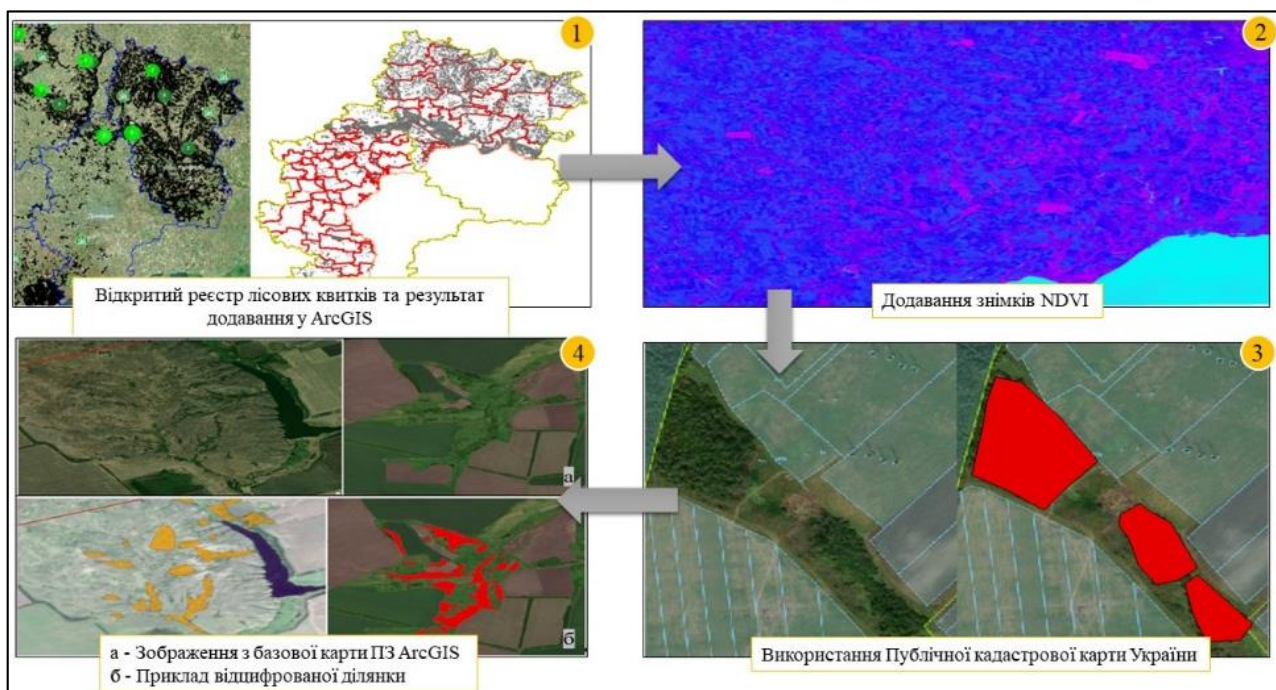 1
Відкритий реєстр лісових квитків та результат
додавання у ArcGIS
2
Додавання знімків NDVI
3
Використання Публічної кадастрової карти України
4
а
б
а - Зображення з базової карти ПЗ ArcGIS
б - Приклад відцифрованої ділянки